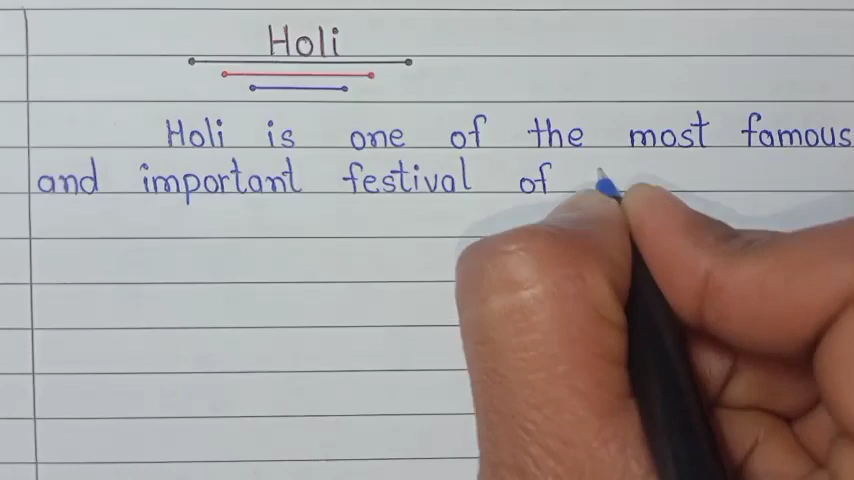 Holi
Holi is one of the most famous
and important festival of